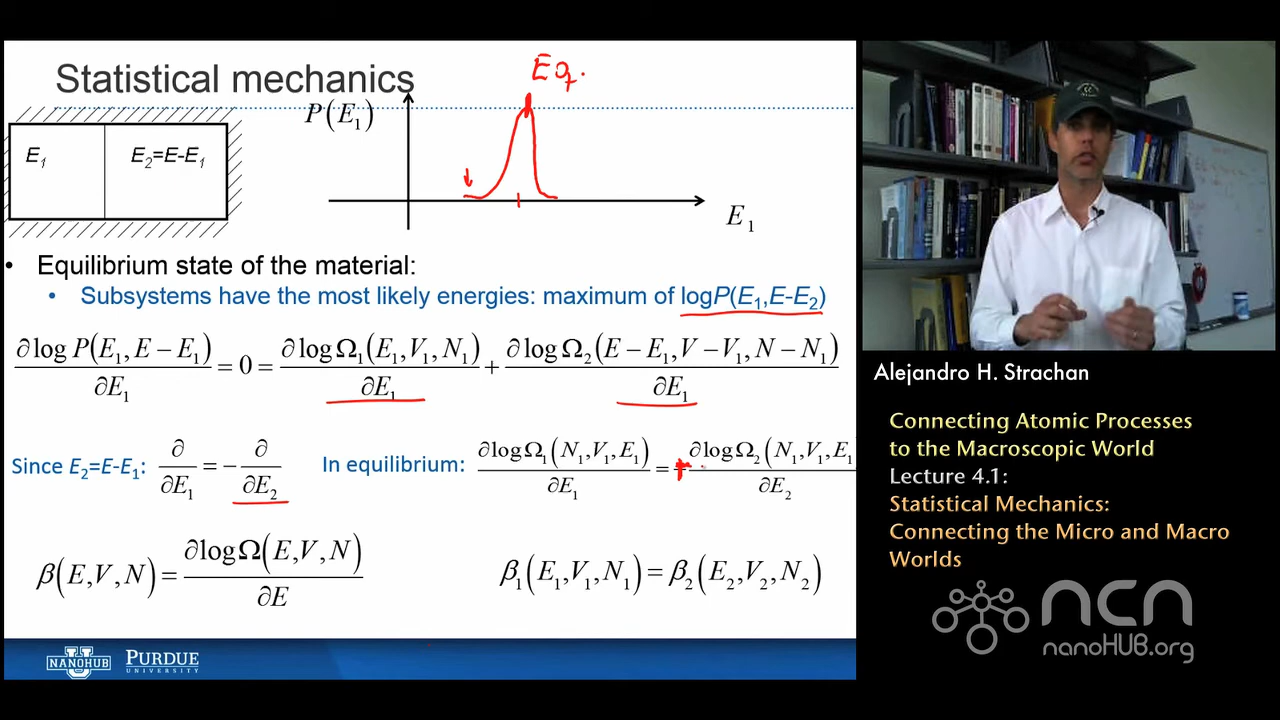 Statistical mechanics
Eq.
P(E₁)
E₁
E₂=E-E₁
E₁
• Equilibrium state of the material:
• Subsystems have the most likely energies: maximum of logP(E₁,E-E₂)
∂log P(E₁, E − E₁)/∂E₁ = 0 = ∂log Ω₁(E₁,V₁,N₁)/∂E₁ + ∂log Ω₂(E − E₁,V − V₁,N − N₁)/∂E₁
Since E₂=E-E₁: ∂/∂E₁ = − ∂/∂E₂
In equilibrium: ∂logΩ₁(N₁,V₁,E₁)/∂E₁ = + ∂logΩ₂(N₁,V₁,E₁/∂E₂
β(E,V,N) = ∂logΩ(E,V,N)/∂E
β₁(E₁,V₁,N₁) = β₂(E₂,V₂,N₂)
NANOHUB
U
PURDUE
UNIVERSITY
Alejandro H. Strachan
Connecting Atomic Processes
to the Macroscopic World
Lecture 4.1:
Statistical Mechanics:
Connecting the Micro and Macro
Worlds
ncn
nanoHUB.org